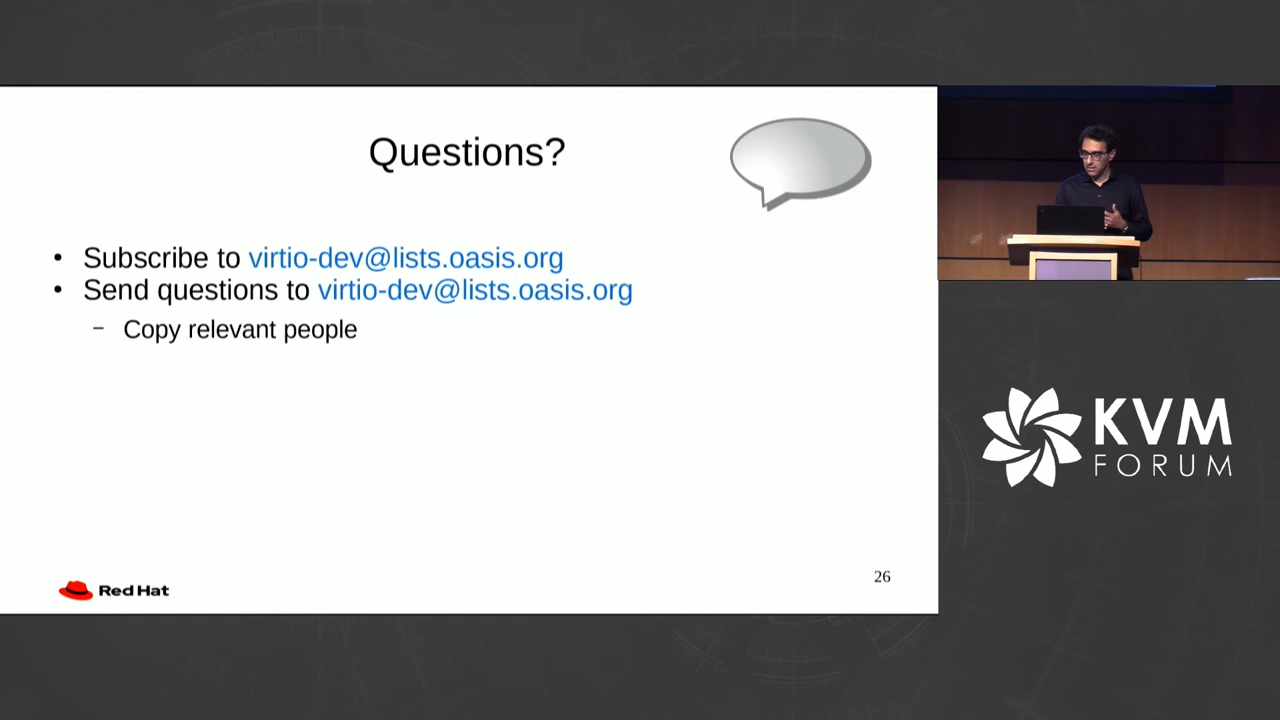 Questions?
• Subscribe to virtio-dev@lists.oasis.org
• Send questions to virtio-dev@lists.oasis.org
– Copy relevant people
Red Hat
26
KVM
FORUM